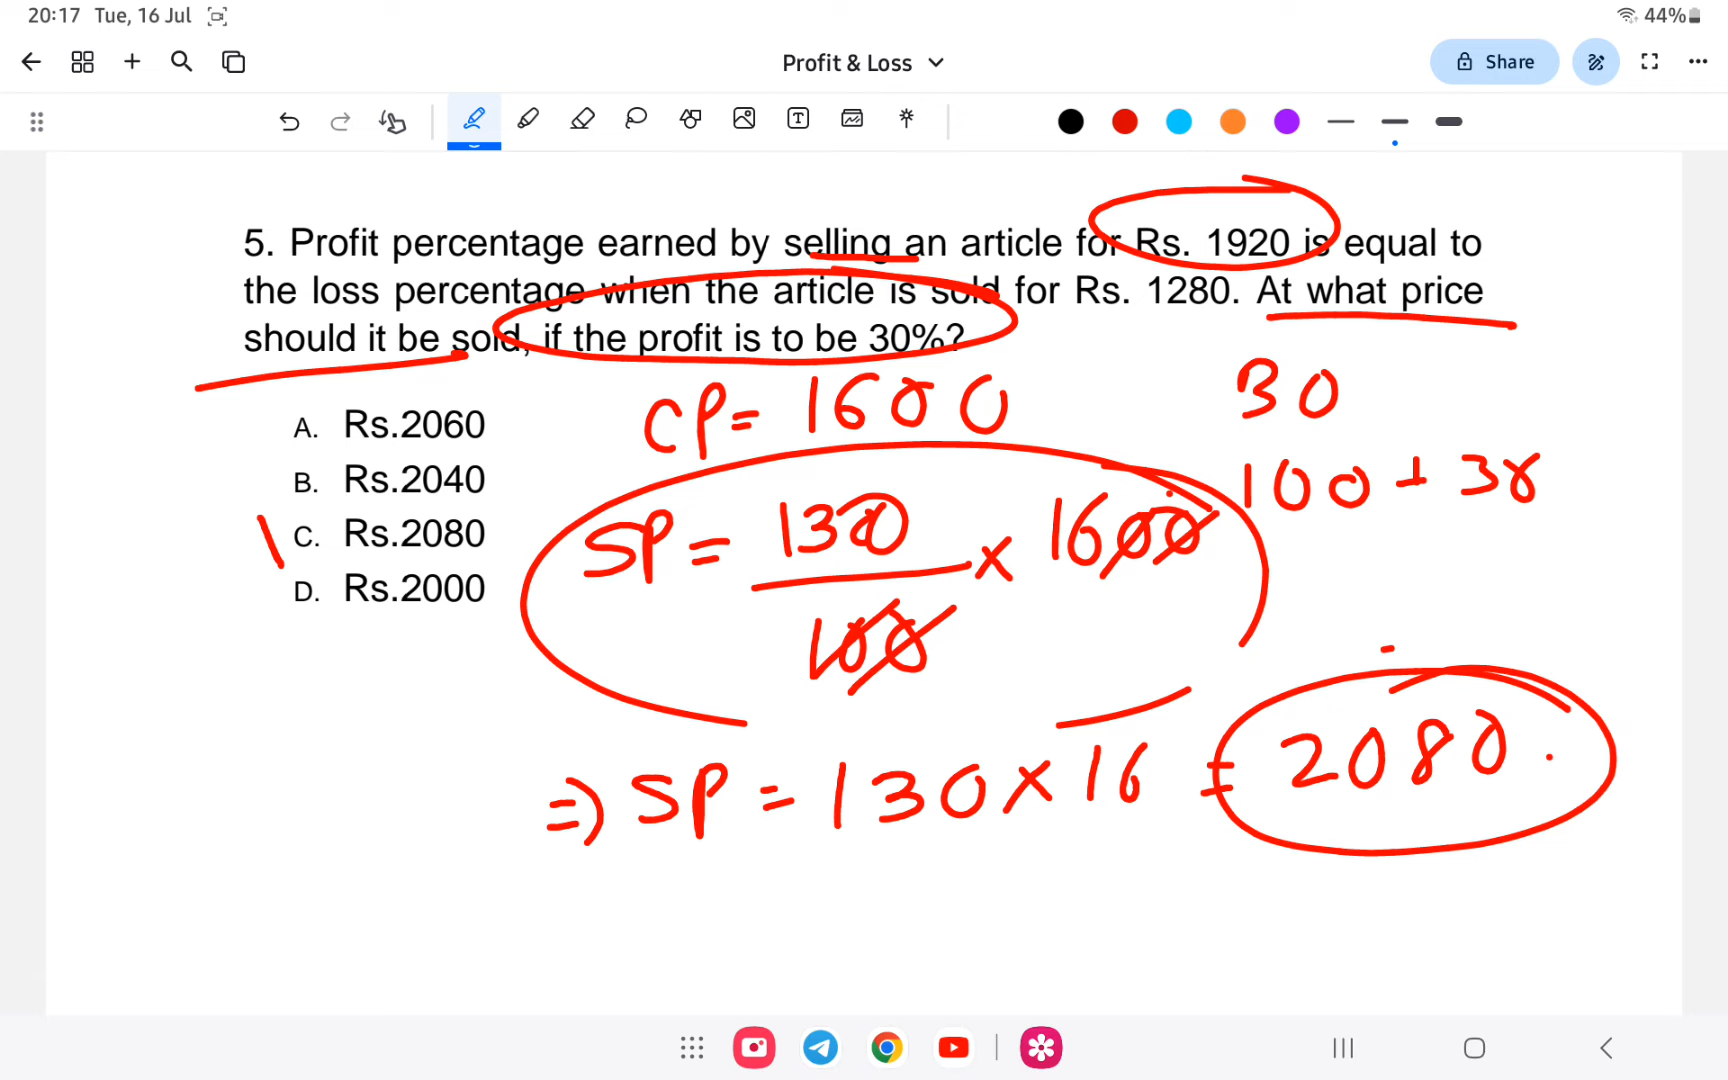 20:17 Tue, 16 Jul
44%
Profit & Loss
Share
5. Profit percentage earned by selling an article for Rs. 1920 is equal to
the loss percentage when the article is sold for Rs. 1280. At what price
should it be sold, if the profit is to be 30%?
A. Rs.2060
B. Rs.2040
C. Rs.2080
D. Rs.2000
CP = 1600
30
100 + 30
SP = 130/100 × 1600
=> SP = 130 × 16 = 2080.